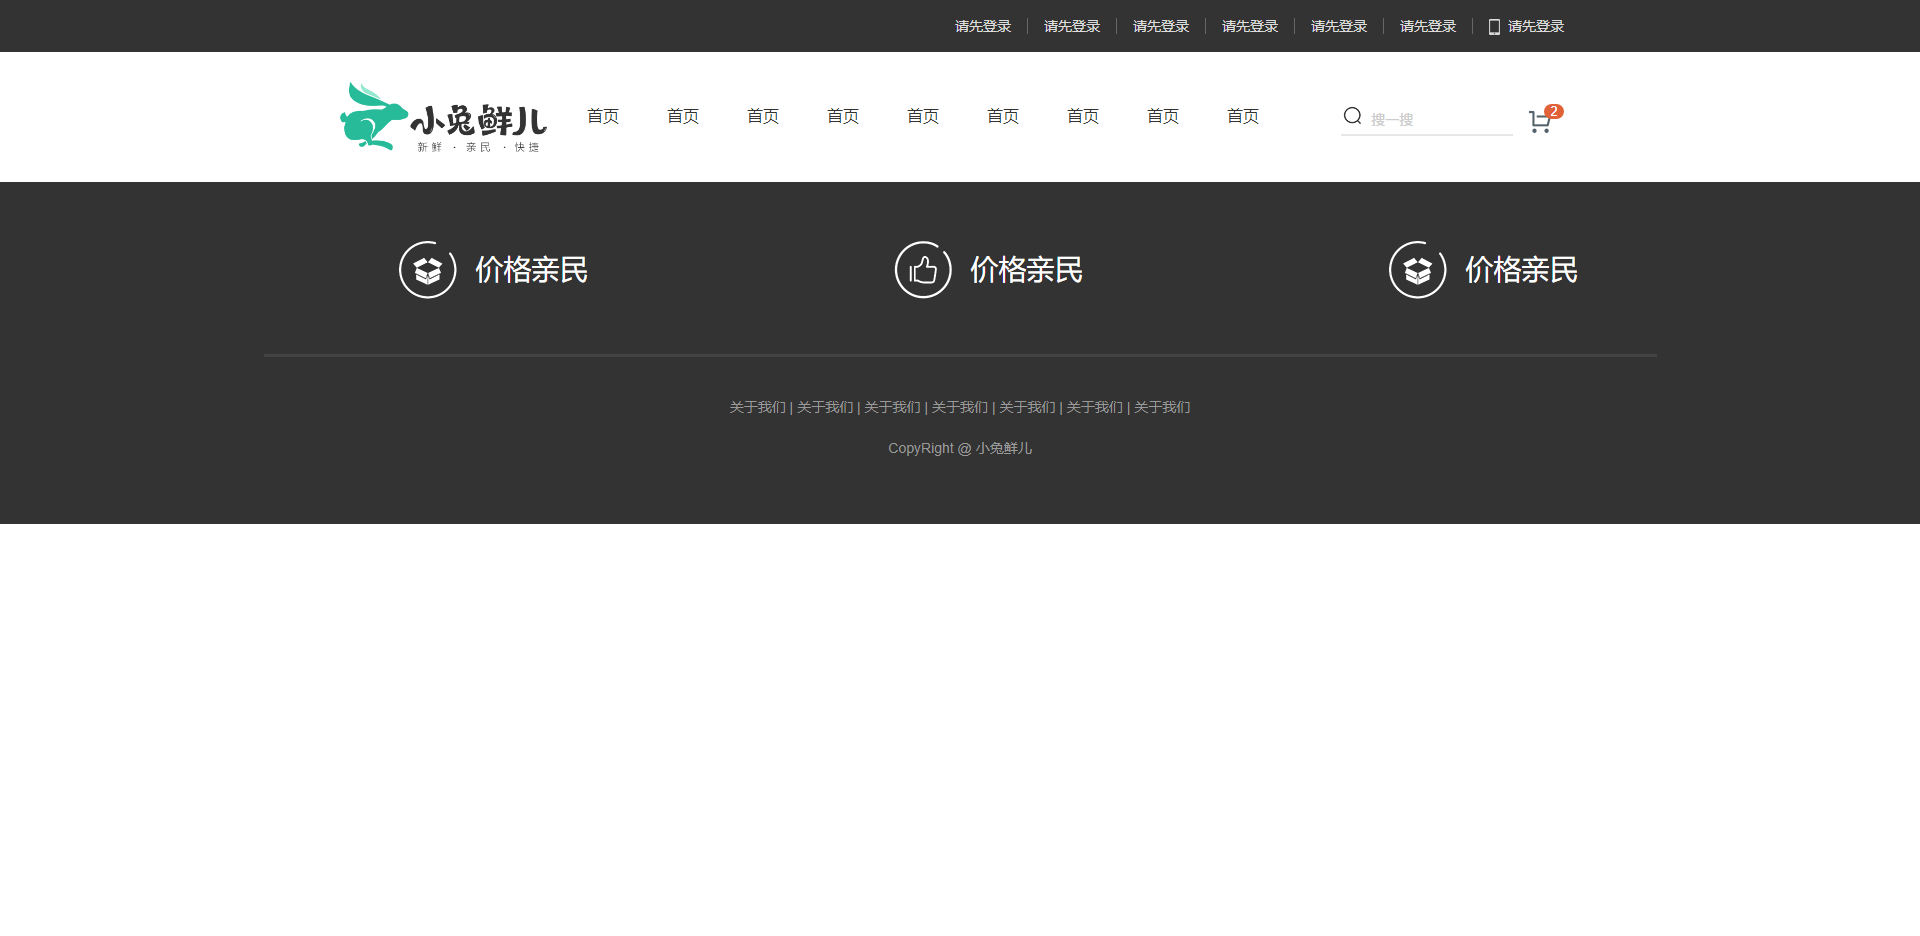 请先登录 请先登录 请先登录 请先登录 请先登录 请先登录 请先登录
小兔鲜儿
新鲜 · 亲民 · 快捷
首页 首页 首页 首页 首页 首页 首页 首页 首页
搜一搜
2
价格亲民 价格亲民 价格亲民
关于我们 | 关于我们 | 关于我们 | 关于我们 | 关于我们 | 关于我们 | 关于我们
CopyRight @ 小兔鲜儿